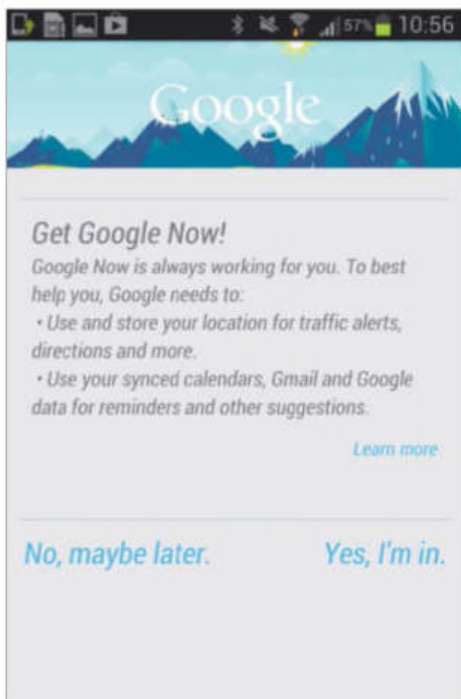 57% 10:56
Google
Get Google Now!
Google Now is always working for you. To best
help you, Google needs to:
• Use and store your location for traffic alerts,
directions and more.
• Use your synced calendars, Gmail and Google
data for reminders and other suggestions.
Learn more
No, maybe later. Yes, I'm in.